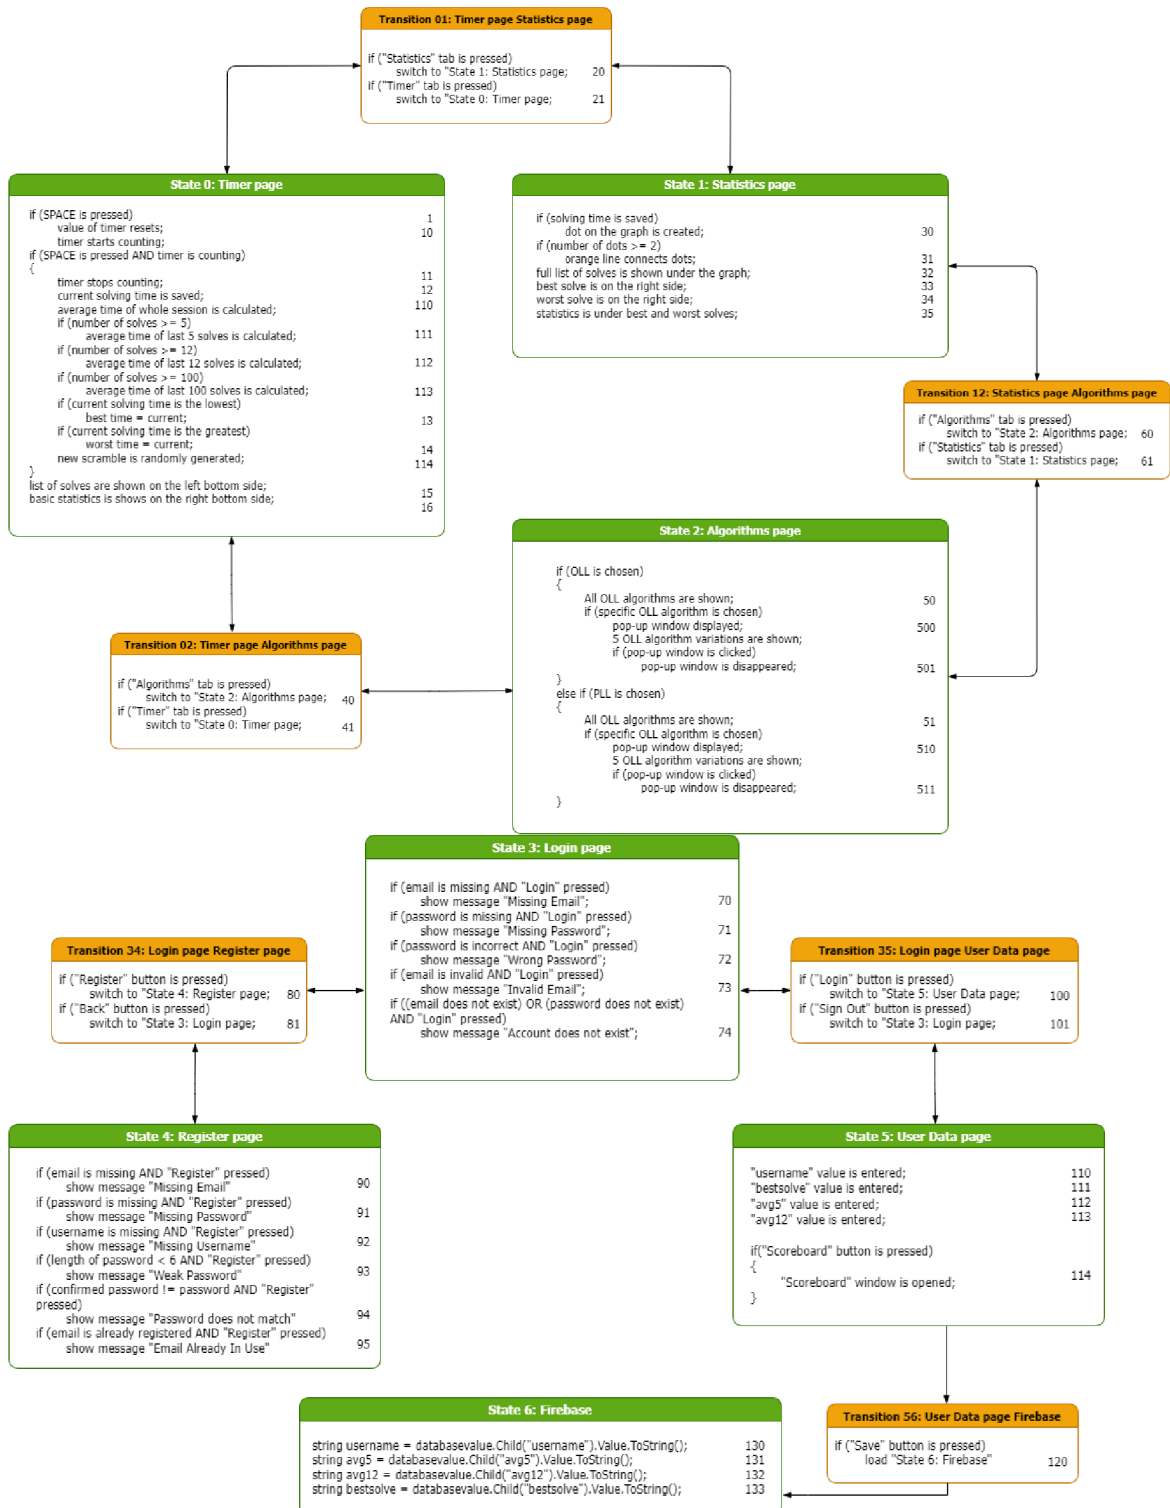 Transition 01: Timer page Statistics page
if ("Statistics" tab is pressed)
switch to "State 1: Statistics page; 20
if ("Timer" tab is pressed)
switch to "State 0: Timer page; 21
State 0: Timer page
if (SPACE is pressed) 1
value of timer resets; 10
timer starts counting;
if (SPACE is pressed AND timer is counting)
{
timer stops counting; 11
current solving time is saved; 12
average time of whole session is calculated; 110
if (number of solves >= 5)
average time of last 5 solves is calculated; 111
if (number of solves >= 12)
average time of last 12 solves is calculated; 112
if (number of solves >= 100)
average time of last 100 solves is calculated; 113
if (current solving time is the lowest)
best time = current; 13
if (current solving time is the greatest)
worst time = current; 14
new scramble is randomly generated; 114
}
list of solves are shown on the left bottom side; 15
basic statistics is shows on the right bottom side; 16
State 1: Statistics page
if (solving time is saved)
dot on the graph is created; 30
if (number of dots >= 2)
orange line connects dots; 31
full list of solves is shown under the graph; 32
best solve is on the right side; 33
worst solve is on the right side; 34
statistics is under best and worst solves; 35
Transition 12: Statistics page Algorithms page
if ("Algorithms" tab is pressed)
switch to "State 2: Algorithms page; 60
if ("Statistics" tab is pressed)
switch to "State 1: Statistics page; 61
State 2: Algorithms page
if (OLL is chosen)
{
All OLL algorithms are shown; 50
if (specific OLL algorithm is chosen)
pop-up window displayed; 500
5 OLL algorithm variations are shown;
if (pop-up window is clicked)
pop-up window is disappeared; 501
}
else if (PLL is chosen)
{
All OLL algorithms are shown; 51
if (specific OLL algorithm is chosen)
pop-up window displayed; 510
5 OLL algorithm variations are shown;
if (pop-up window is clicked)
pop-up window is disappeared; 511
}
Transition 02: Timer page Algorithms page
if ("Algorithms" tab is pressed)
switch to "State 2: Algorithms page; 40
if ("Timer" tab is pressed)
switch to "State 0: Timer page; 41
State 3: Login page
if (email is missing AND "Login" pressed)
show message "Missing Email"; 70
if (password is missing AND "Login" pressed)
show message "Missing Password"; 71
if (password is incorrect AND "Login" pressed)
show message "Wrong Password"; 72
if (email is invalid AND "Login" pressed)
show message "Invalid Email"; 73
if ((email does not exist) OR (password does not exist)
AND "Login" pressed)
show message "Account does not exist"; 74
Transition 34: Login page Register page
if ("Register" button is pressed)
switch to "State 4: Register page; 80
if ("Back" button is pressed)
switch to "State 3: Login page; 81
Transition 35: Login page User Data page
if ("Login" button is pressed)
switch to "State 5: User Data page; 100
if ("Sign Out" button is pressed)
switch to "State 3: Login page; 101
State 4: Register page
if (email is missing AND "Register" pressed)
show message "Missing Email" 90
if (password is missing AND "Register" pressed)
show message "Missing Password" 91
if (username is missing AND "Register" pressed)
show message "Missing Username" 92
if (length of password < 6 AND "Register" pressed)
show message "Weak Password" 93
if (confirmed password != password AND "Register"
pressed)
show message "Password does not match" 94
if (email is already registered AND "Register" pressed)
show message "Email Already In Use" 95
State 5: User Data page
"username" value is entered; 110
"bestsolve" value is entered; 111
"avg5" value is entered; 112
"avg12" value is entered; 113
if("Scoreboard" button is pressed)
{
"Scoreboard" window is opened; 114
}
Transition 56: User Data page Firebase
if ("Save" button is pressed)
load "State 6: Firebase" 120
State 6: Firebase
string username = databasevalue.Child("username").Value.ToString(); 130
string avg5 = databasevalue.Child("avg5").Value.ToString(); 131
string avg12 = databasevalue.Child("avg12").Value.ToString(); 132
string bestsolve = databasevalue.Child("bestsolve").Value.ToString(); 133